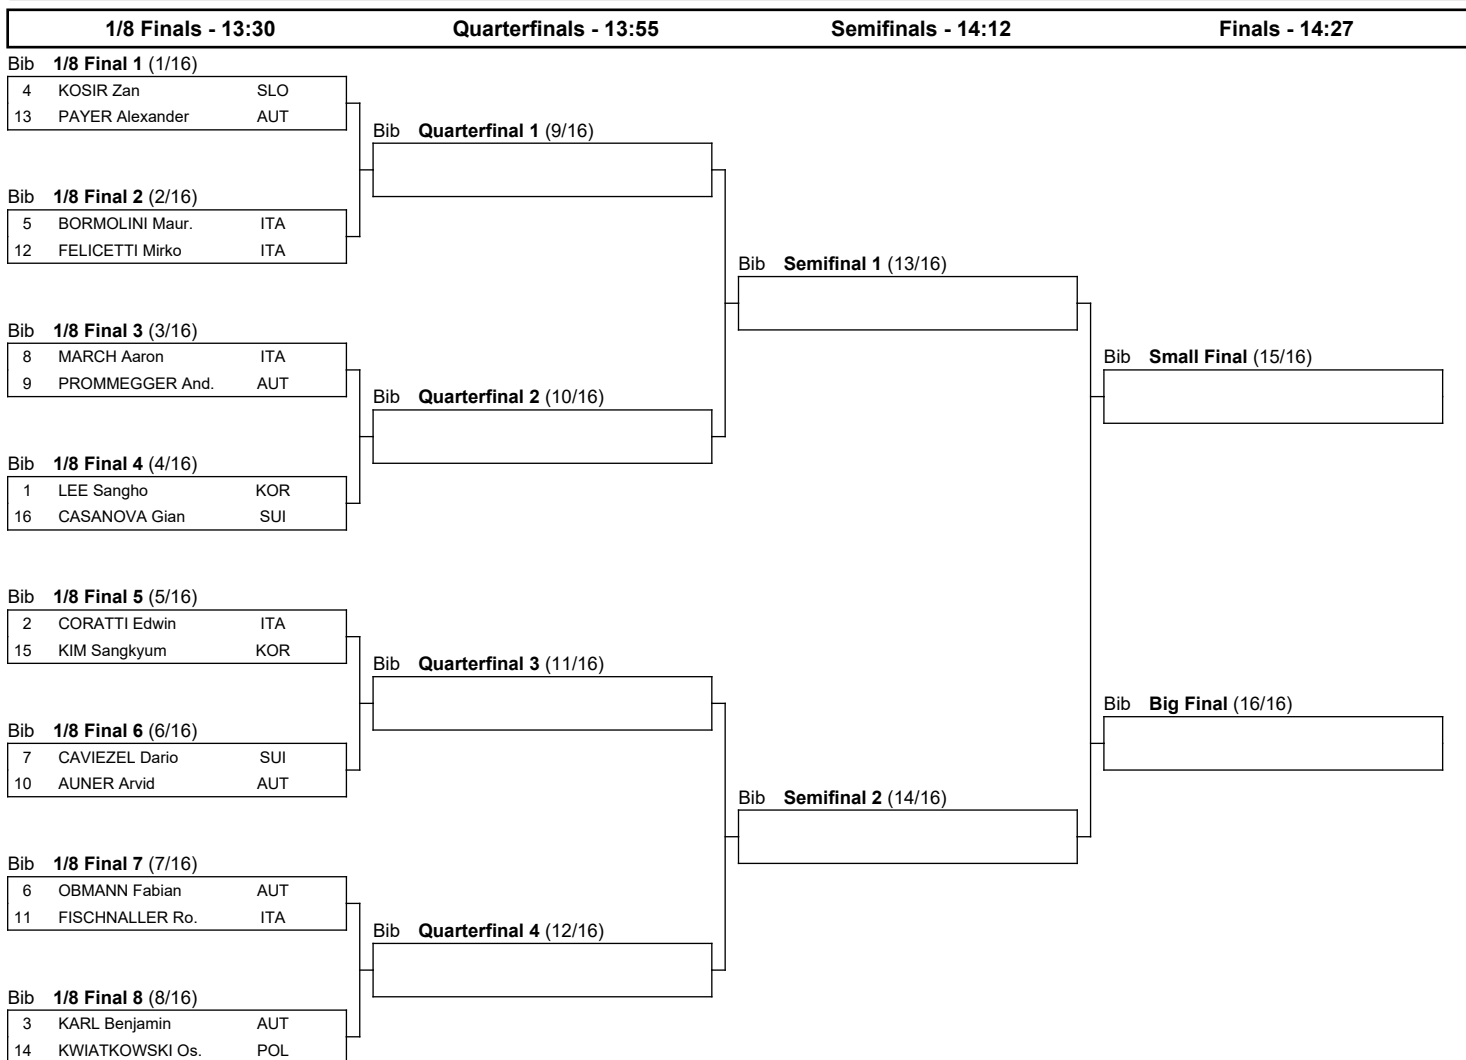 1/8 Finals - 13:30 Quarterfinals - 13:55 Semifinals - 14:12 Finals - 14:27
Bib 1/8 Final 1 (1/16)
4 KOSIR Zan SLO
13 PAYER Alexander AUT
Bib Quarterfinal 1 (9/16)
Bib 1/8 Final 2 (2/16)
5 BORMOLINI Maur. ITA
12 FELICETTI Mirko ITA
Bib Semifinal 1 (13/16)
Bib 1/8 Final 3 (3/16)
8 MARCH Aaron ITA
9 PROMMEGGER And. AUT
Bib Small Final (15/16)
Bib Quarterfinal 2 (10/16)
Bib 1/8 Final 4 (4/16)
1 LEE Sangho KOR
16 CASANOVA Gian SUI
Bib 1/8 Final 5 (5/16)
2 CORATTI Edwin ITA
15 KIM Sangkyum KOR
Bib Quarterfinal 3 (11/16)
Bib Big Final (16/16)
Bib 1/8 Final 6 (6/16)
7 CAVIEZEL Dario SUI
10 AUNER Arvid AUT
Bib Semifinal 2 (14/16)
Bib 1/8 Final 7 (7/16)
6 OBMANN Fabian AUT
11 FISCHNALLER Ro. ITA
Bib Quarterfinal 4 (12/16)
Bib 1/8 Final 8 (8/16)
3 KARL Benjamin AUT
14 KWIATKOWSKI Os. POL